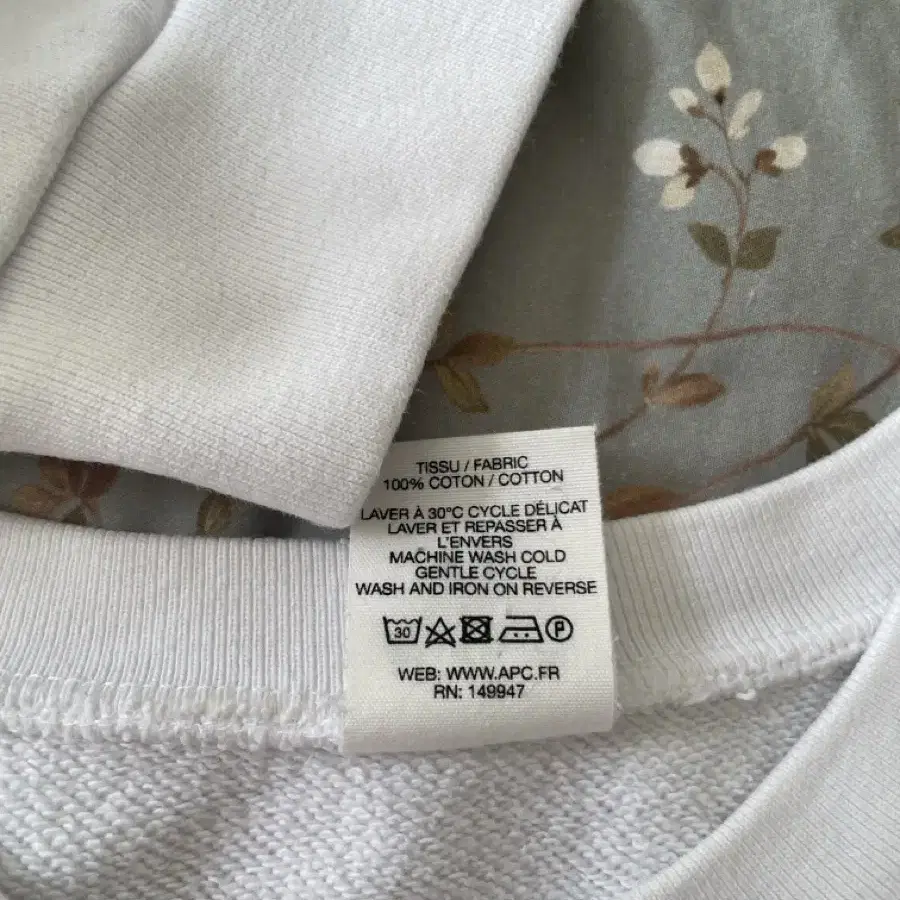 TISSU / FABRIC
100% COTON / COTTON
LAVER À 30°C CYCLE DÉLICAT
LAVER ET REPASSER À
L'ENVERS
MACHINE WASH COLD
GENTLE CYCLE
WASH AND IRON ON REVERSE
30 P
WEB: WWW.APC.FR
RN: 149947